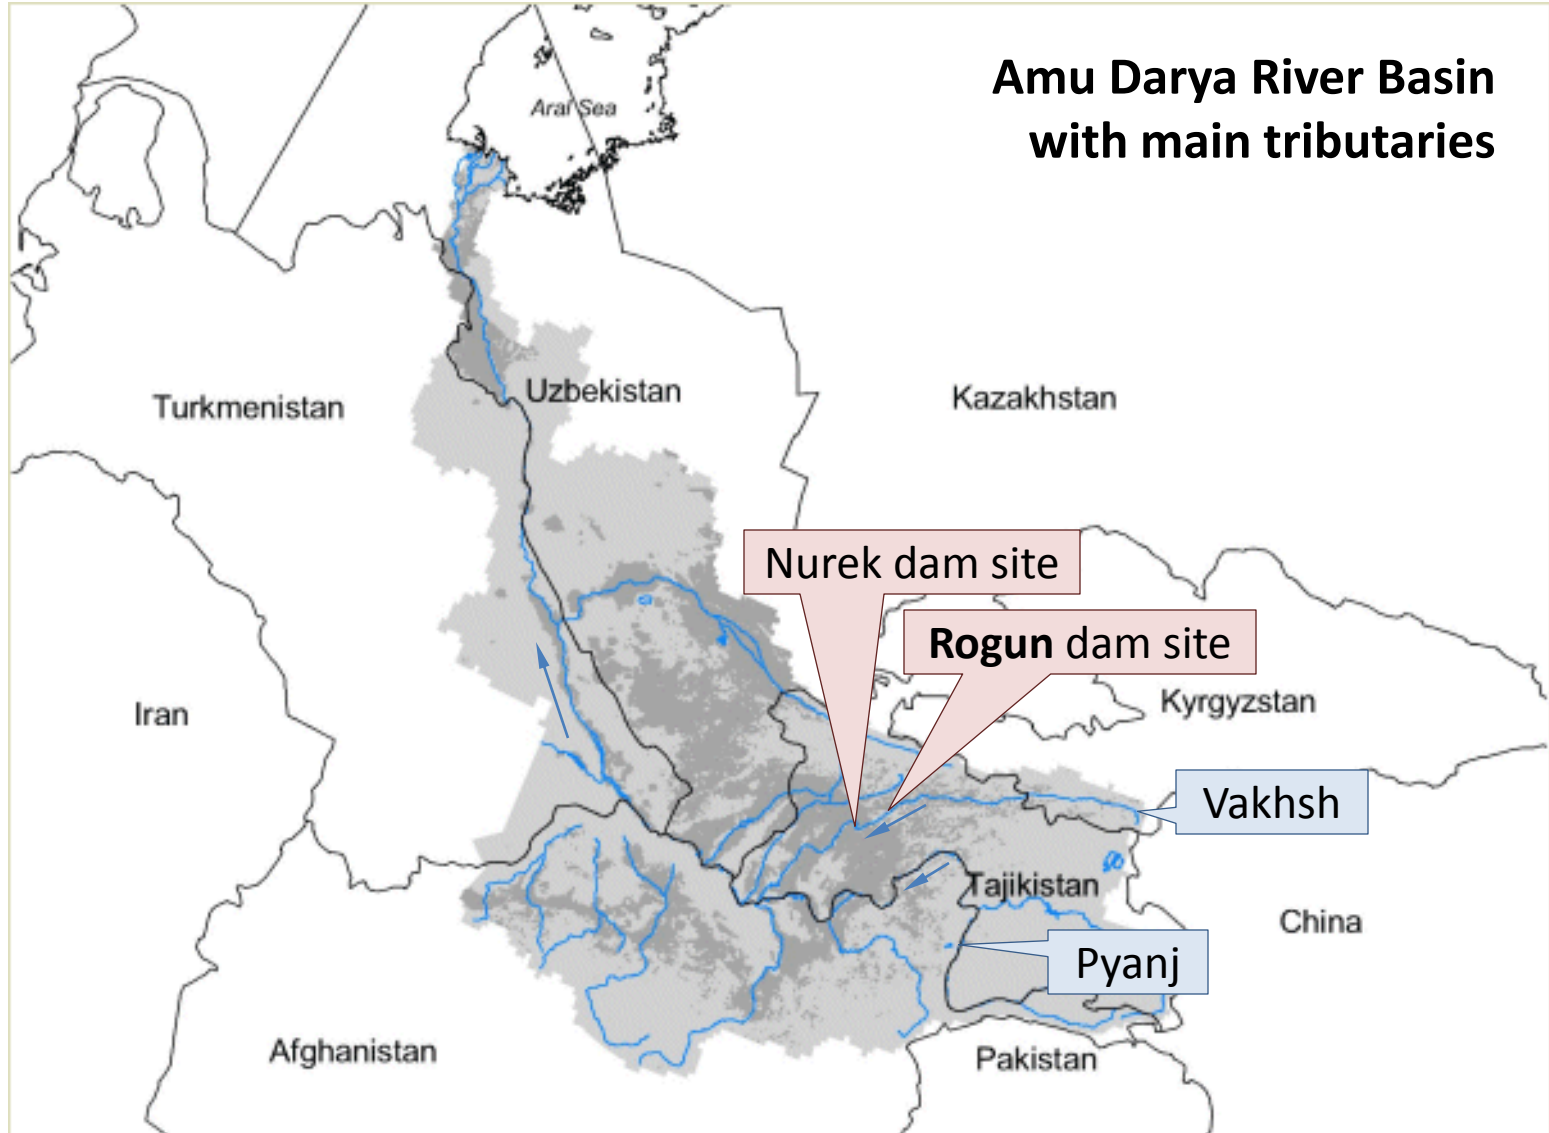 Amu Darya River Basin
with main tributaries
Aral Sea
Turkmenistan
Uzbekistan
Kazakhstan
Nurek dam site
Rogun dam site
Iran
Kyrgyzstan
Vakhsh
Tajikistan
China
Pyanj
Afghanistan
Pakistan